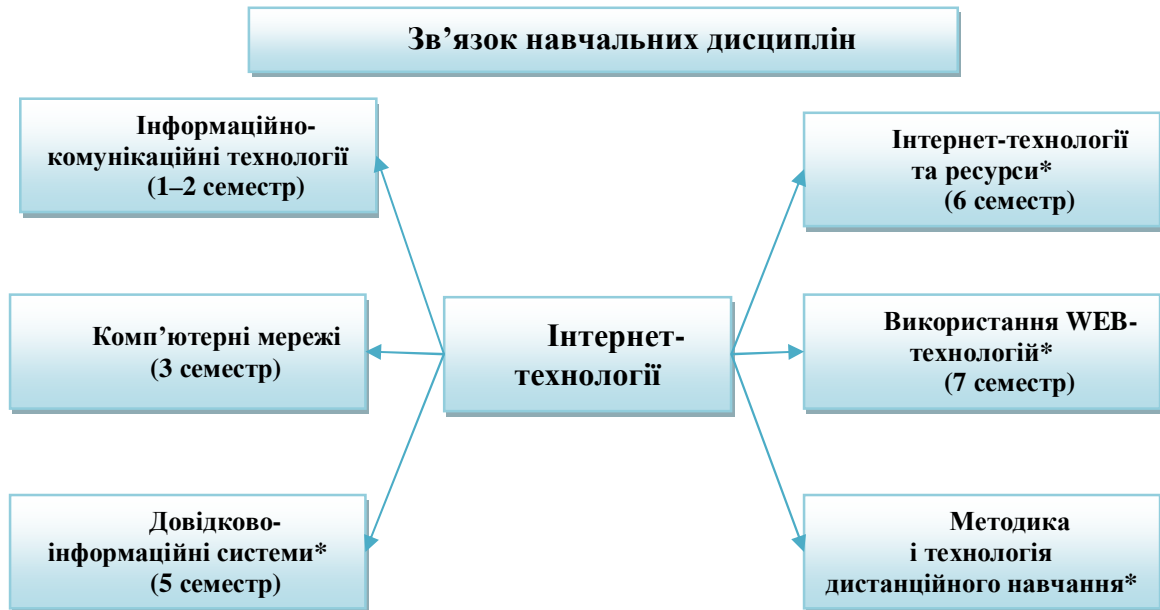 Зв’язок навчальних дисциплін
Інформаційно-
комунікаційні технології
(1–2 семестр)
Інтернет-технології
та ресурси*
(6 семестр)
Комп’ютерні мережі
(3 семестр)
Інтернет-
технології
Використання WEB-
технологій*
(7 семестр)
Довідково-
інформаційні системи*
(5 семестр)
Методика
і технологія
дистанційного навчання*